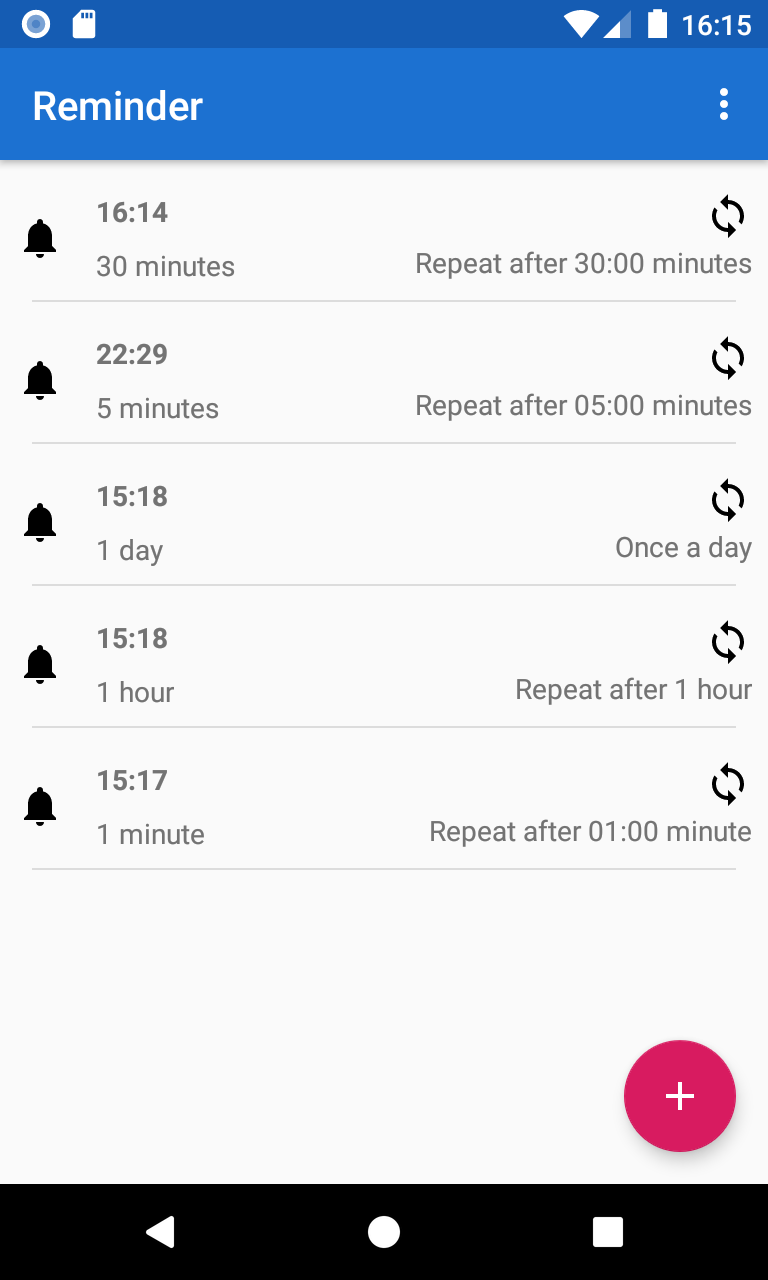 16:15
Reminder
16:14
30 minutes
Repeat after 30:00 minutes
22:29
5 minutes
Repeat after 05:00 minutes
15:18
1 day
Once a day
15:18
1 hour
Repeat after 1 hour
15:17
1 minute
Repeat after 01:00 minute